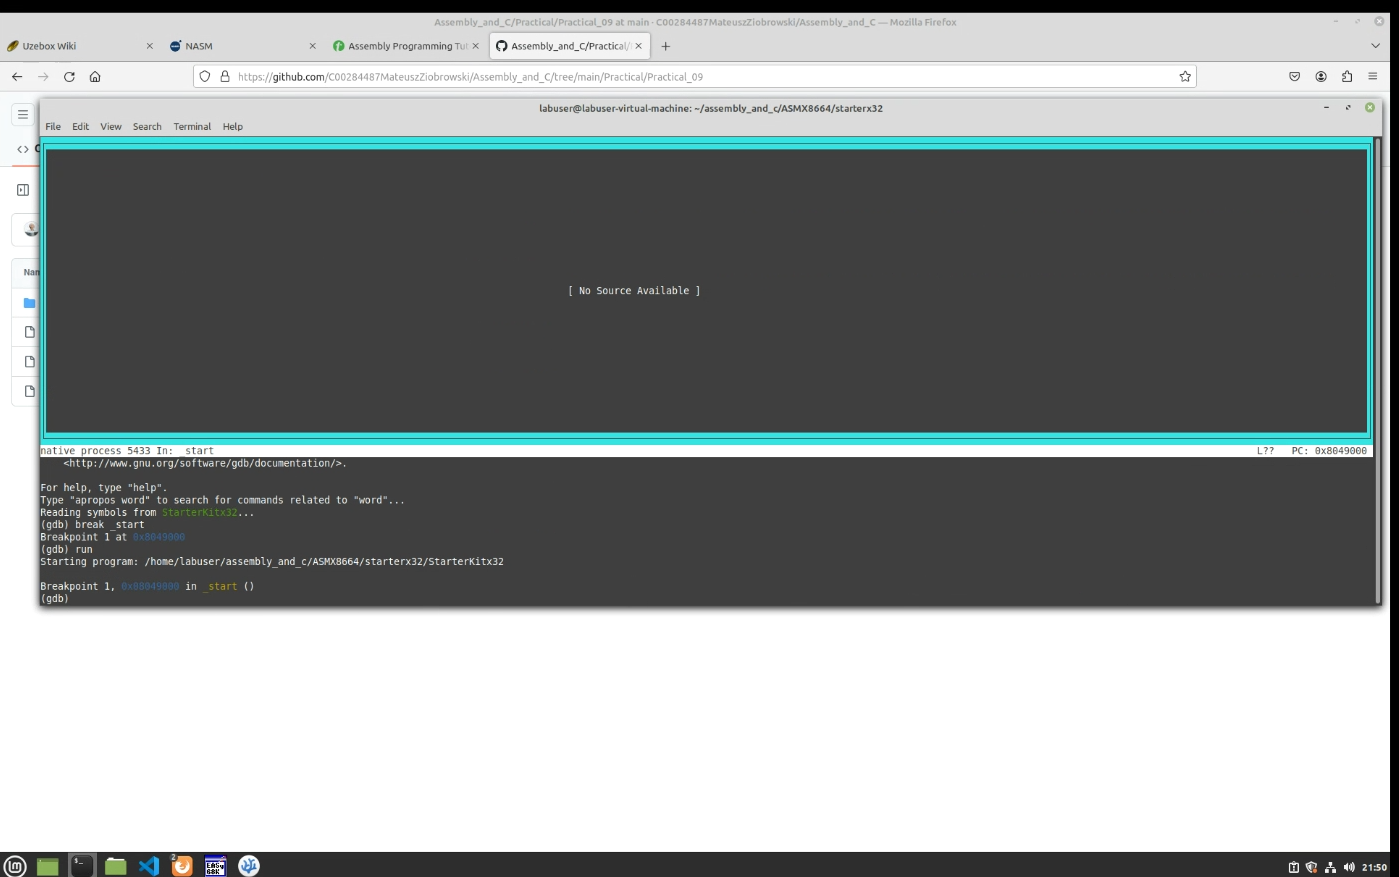 Assembly_and_C/Practical/Practical_09 at main · C00284487MateuszZiobrowski/Assembly_and_C — Mozilla Firefox
Uzebox Wiki
NASM
Assembly Programming Tut
Assembly_and_C/Practical/
https://github.com/C00284487MateuszZiobrowski/Assembly_and_C/tree/main/Practical/Practical_09
labuser@labuser-virtual-machine: ~/assembly_and_c/ASMX8664/starterx32
File Edit View Search Terminal Help
[ No Source Available ]
native process 5433 In: _start L?? PC: 0x8049000
<http://www.gnu.org/software/gdb/documentation/>.
For help, type "help".
Type "apropos word" to search for commands related to "word"...
Reading symbols from StarterKitx32...
(gdb) break _start
Breakpoint 1 at 0x8049000
(gdb) run
Starting program: /home/labuser/assembly_and_c/ASMX8664/starterx32/StarterKitx32
Breakpoint 1, 0x08049000 in _start ()
(gdb)
Nam
2
EASy
68K
21:50